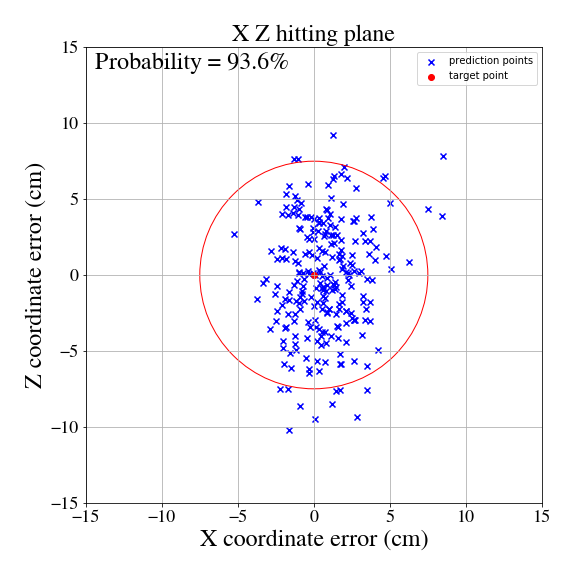 X Z hitting plane
Probability = 93.6%
prediction points
target point
15
10
5
0
−5
−10
−15
Z coordinate error (cm)
−15
−10
−5
0
5
10
15
X coordinate error (cm)